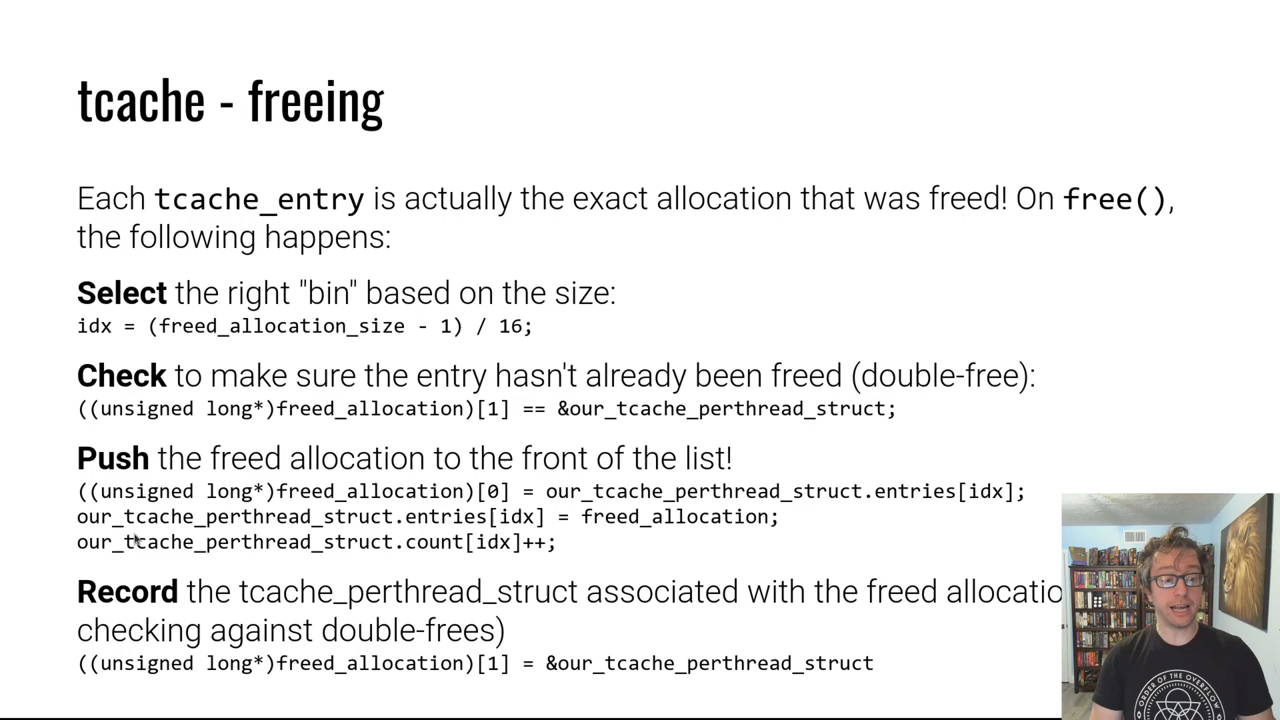 tcache - freeing
Each tcache_entry is actually the exact allocation that was freed! On free(),
the following happens:
Select the right "bin" based on the size:
idx = (freed_allocation_size - 1) / 16;
Check to make sure the entry hasn't already been freed (double-free):
((unsigned long*)freed_allocation)[1] == &our_tcache_perthread_struct;
Push the freed allocation to the front of the list!
((unsigned long*)freed_allocation)[0] = our_tcache_perthread_struct.entries[idx];
our_tcache_perthread_struct.entries[idx] = freed_allocation;
our_tcache_perthread_struct.count[idx]++;
Record the tcache_perthread_struct associated with the freed allocatio
checking against double-frees)
((unsigned long*)freed_allocation)[1] = &our_tcache_perthread_struct
ORDER OF THE OVERFLOW